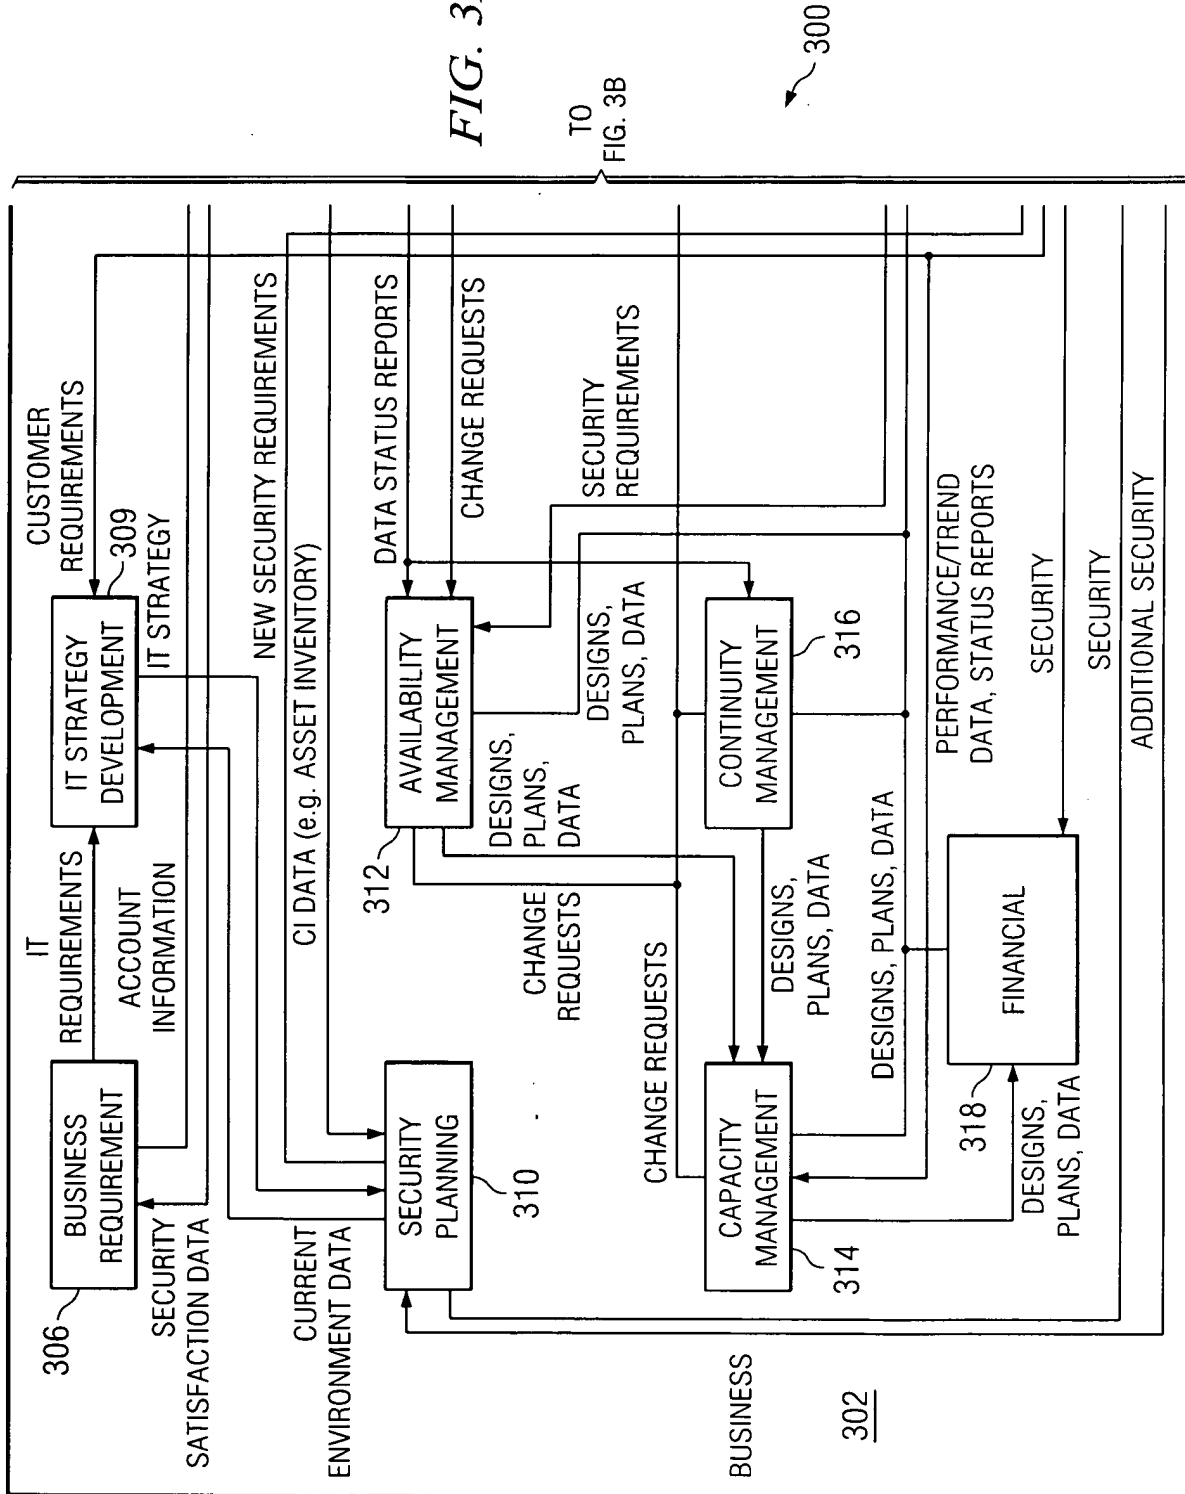 IT
REQUIREMENTS
CUSTOMER
REQUIREMENTS
306
BUSINESS
REQUIREMENT
IT STRATEGY
DEVELOPMENT
309
ACCOUNT
INFORMATION
IT STRATEGY
SECURITY
SATISFACTION DATA
NEW SECURITY REQUIREMENTS
CURRENT
ENVIRONMENT DATA
CI DATA (e.g. ASSET INVENTORY)
SECURITY
PLANNING
310
312
AVAILABILITY
MANAGEMENT
DATA STATUS REPORTS
CHANGE REQUESTS
DESIGNS,
PLANS, DATA
CHANGE
REQUESTS
DESIGNS,
PLANS, DATA
SECURITY
REQUIREMENTS
CHANGE REQUESTS
BUSINESS
302
CAPACITY
MANAGEMENT
314
DESIGNS,
PLANS, DATA
CONTINUITY
MANAGEMENT
316
DESIGNS, PLANS, DATA
PERFORMANCE/TREND
DATA, STATUS REPORTS
318
FINANCIAL
DESIGNS,
PLANS, DATA
SECURITY
SECURITY
ADDITIONAL SECURITY
TO
FIG. 3B
300
FIG.